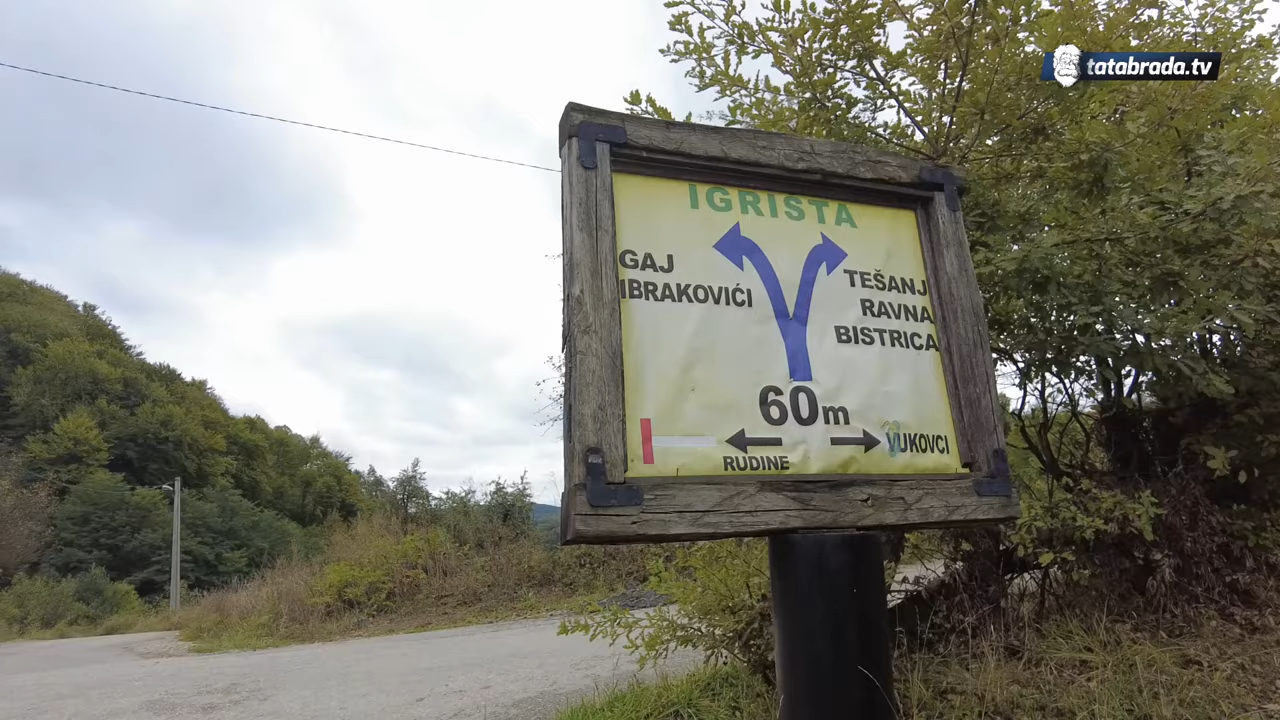 tatabrada.tv
IGRISTA
GAJ
IBRAKOVIĆI
TEŠANJ
RAVNA
BISTRICA
60m
RUDINE
VUKOVCI